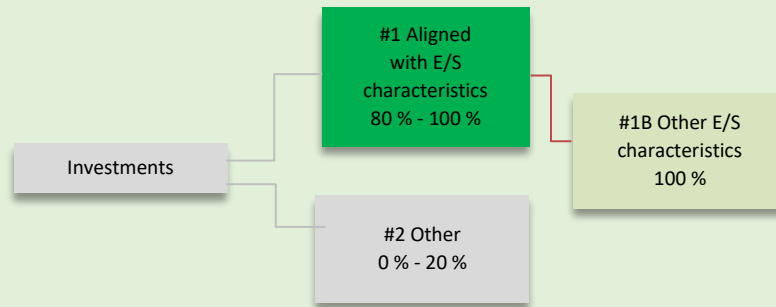 #1 Aligned
with E/S
characteristics
80 % - 100 %
#1B Other E/S
characteristics
100 %
Investments
#2 Other
0 % - 20 %